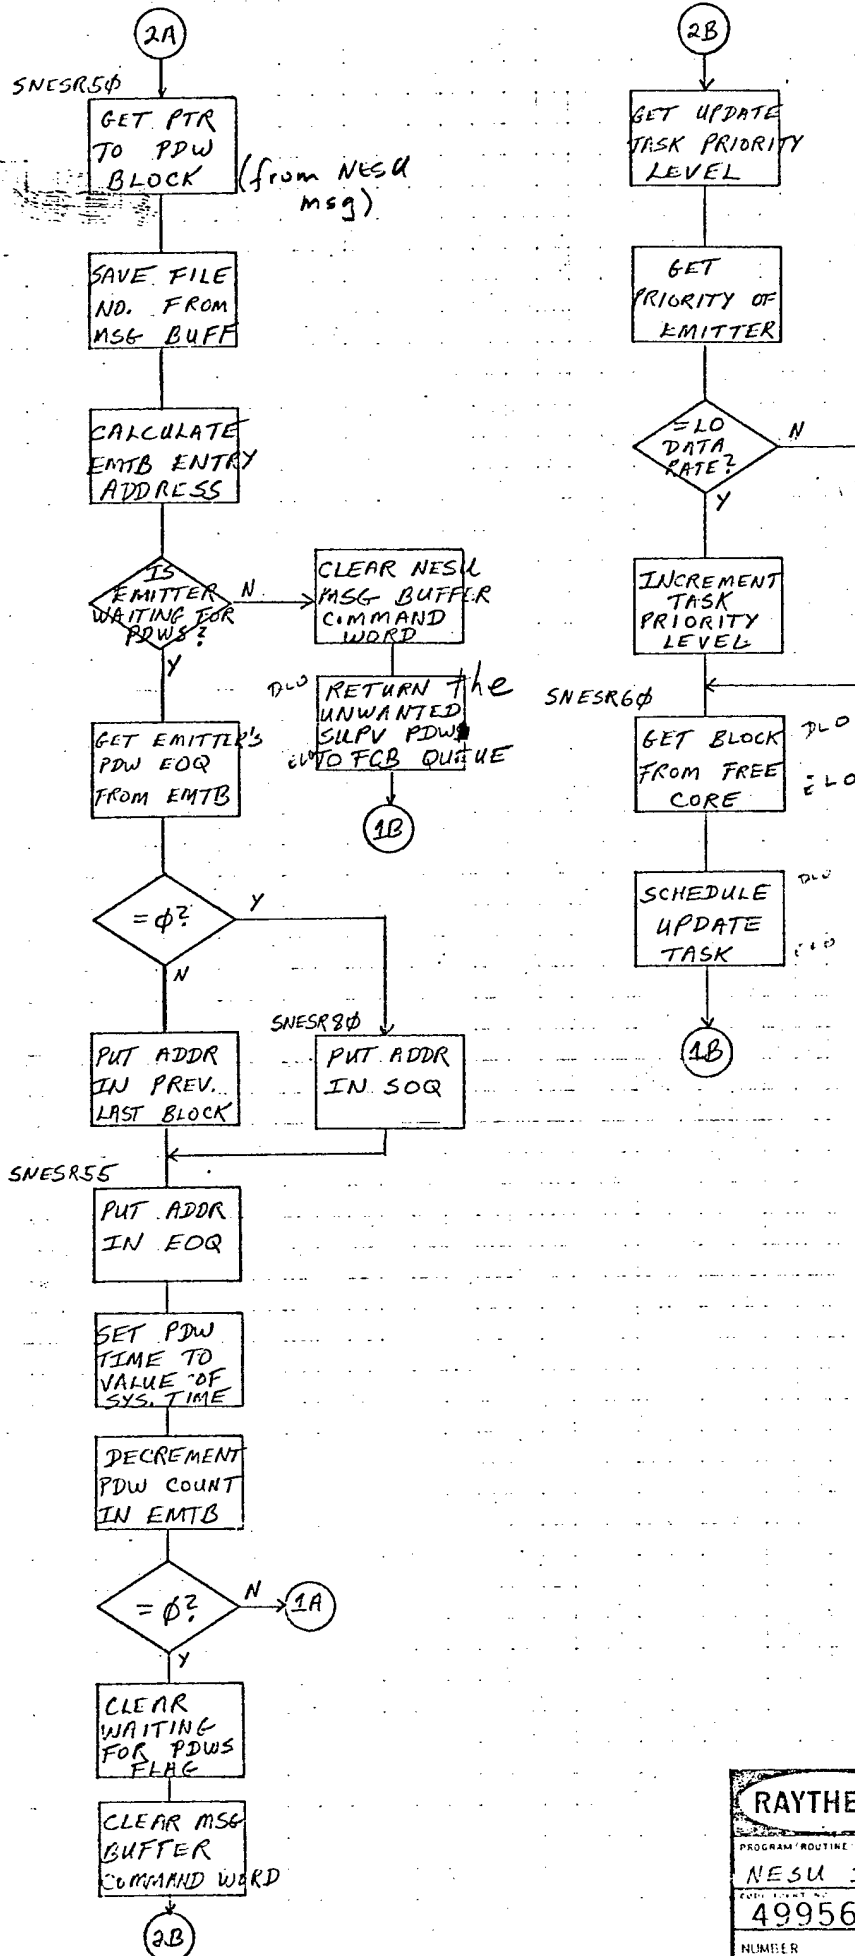 2A
SNESR5Ø
GET PTR
TO PDW
BLOCK
(from NESU
msg)
SAVE FILE
NO. FROM
MSG BUFF
CALCULATE
EMTB ENTRY
ADDRESS
IS
EMITTER
WAITING FOR
PDWS?
N
Y
CLEAR NESU
MSG BUFFER
COMMAND
WORD
DLO
RETURN the
UNWANTED
SUPV PDWS
TO FCB QUEUE
1B
GET EMITTER'S
PDW EOQ
FROM EMTB
= Ø?
Y
N
PUT ADDR
IN PREV.
LAST BLOCK
SNESR8Ø
PUT ADDR
IN SOQ
SNESR55
PUT ADDR
IN EOQ
SET PDW
TIME TO
VALUE OF
SYS. TIME
DECREMENT
PDW COUNT
IN EMTB
= Ø?
N
1A
Y
CLEAR
WAITING
FOR PDWS
FLAG
CLEAR MSG
BUFFER
COMMAND WORD
2B
2B
GET UPDATE
TASK PRIORITY
LEVEL
GET
PRIORITY OF
EMITTER
=LO
DATA
RATE?
N
Y
INCREMENT
TASK
PRIORITY
LEVEL
SNESR6Ø
GET BLOCK
FROM FREE
CORE
DLO
ELO
SCHEDULE
UPDATE
TASK
DLO
1B
RAYTHE
PROGRAM/ROUTINE
NESU
49956
NUMBER